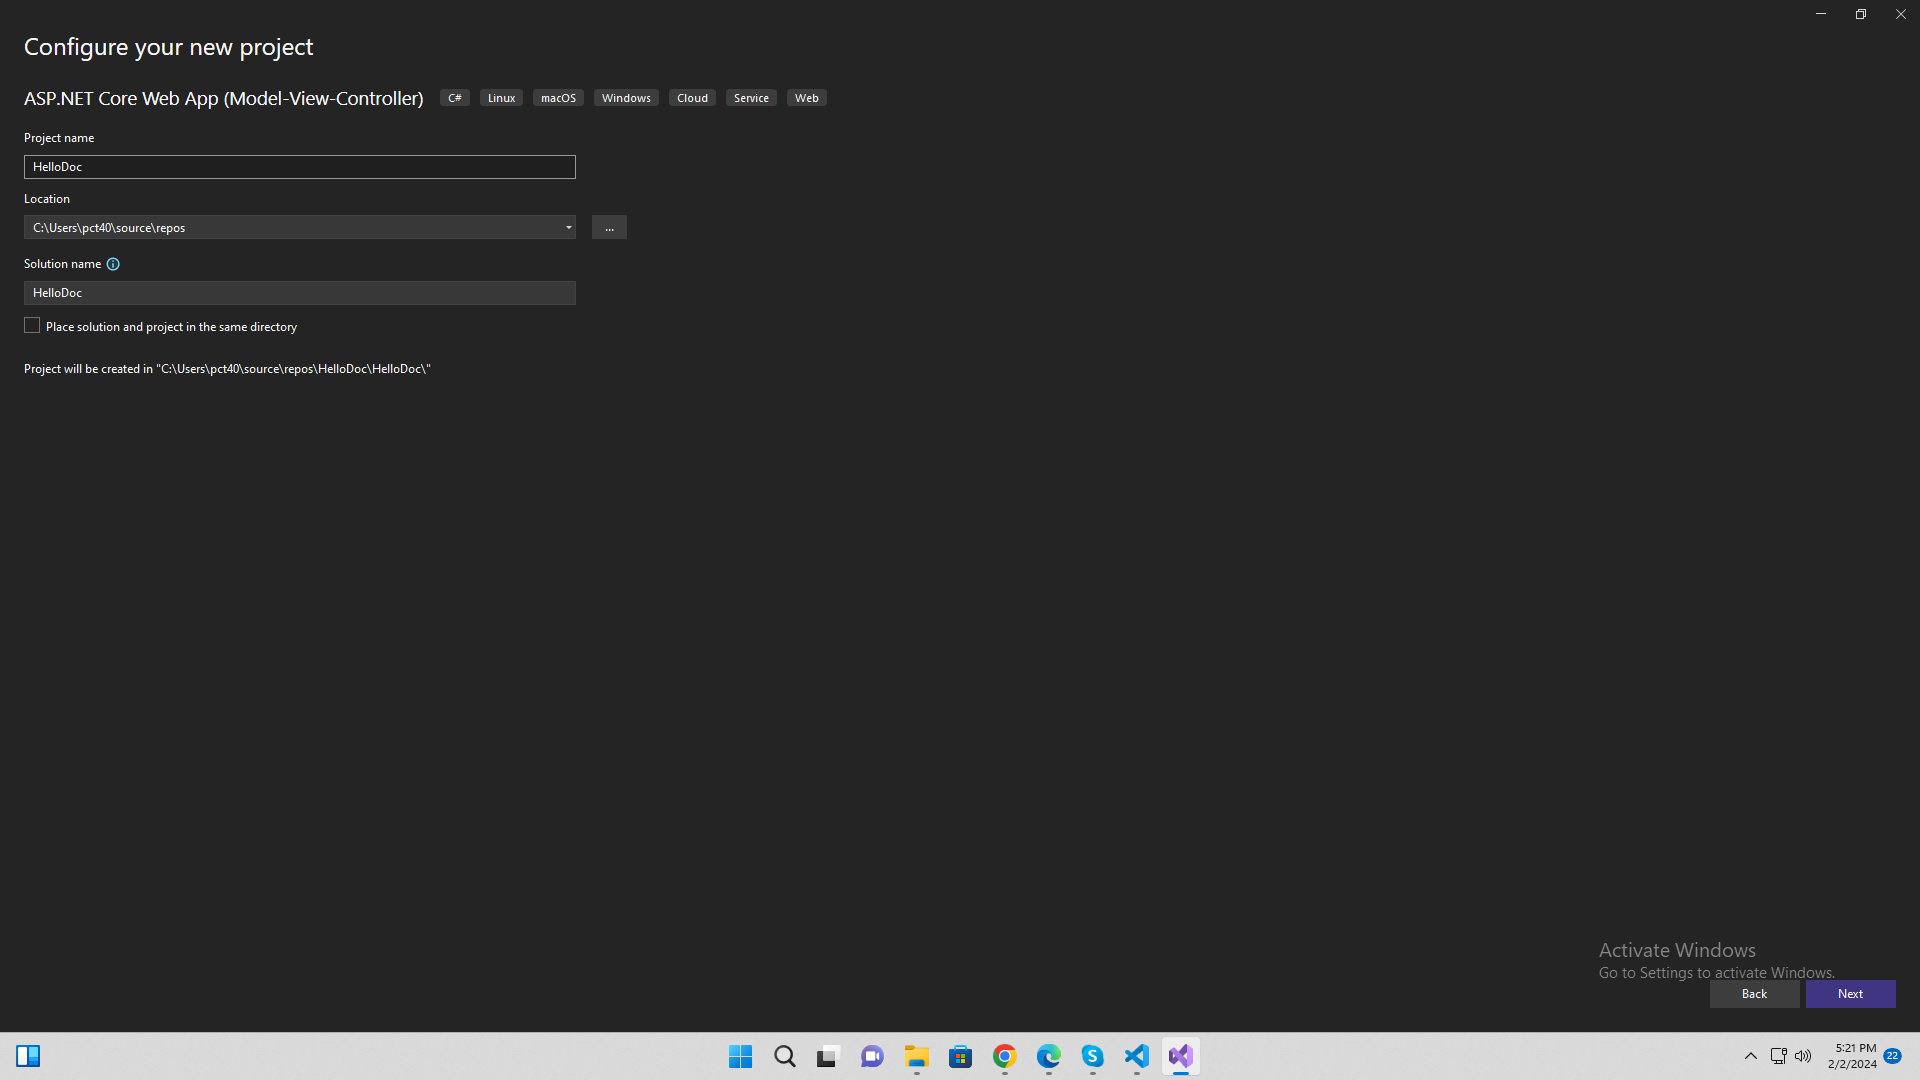 Configure your new project
ASP.NET Core Web App (Model-View-Controller) C# Linux macOS Windows Cloud Service Web
Project name
HelloDoc
Location
C:\Users\pct40\source\repos
...
Solution name
HelloDoc
Place solution and project in the same directory
Project will be created in "C:\Users\pct40\source\repos\HelloDoc\HelloDoc\"
Activate Windows
Go to Settings to activate Windows.
Back Next
5:21 PM
2/2/2024
22